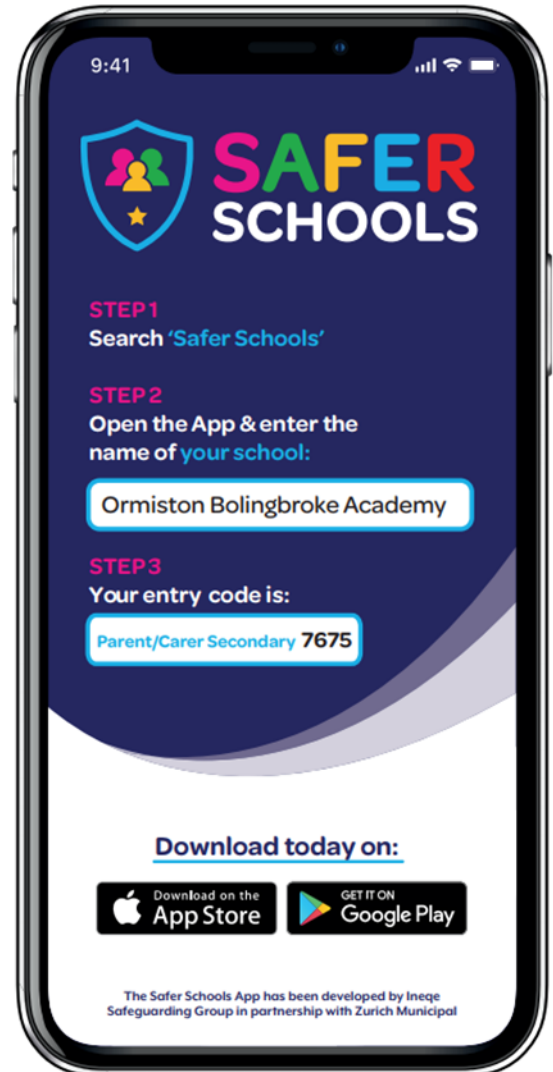 9:41
SAFER
SCHOOLS
STEP 1
Search ‘Safer Schools’
STEP 2
Open the App & enter the
name of your school:
Ormiston Bolingbroke Academy
STEP 3
Your entry code is:
Parent/Carer Secondary 7675
Download today on:
Download on the
App Store
GET IT ON
Google Play
The Safer Schools App has been developed by Ineqe
Safeguarding Group in partnership with Zurich Municipal